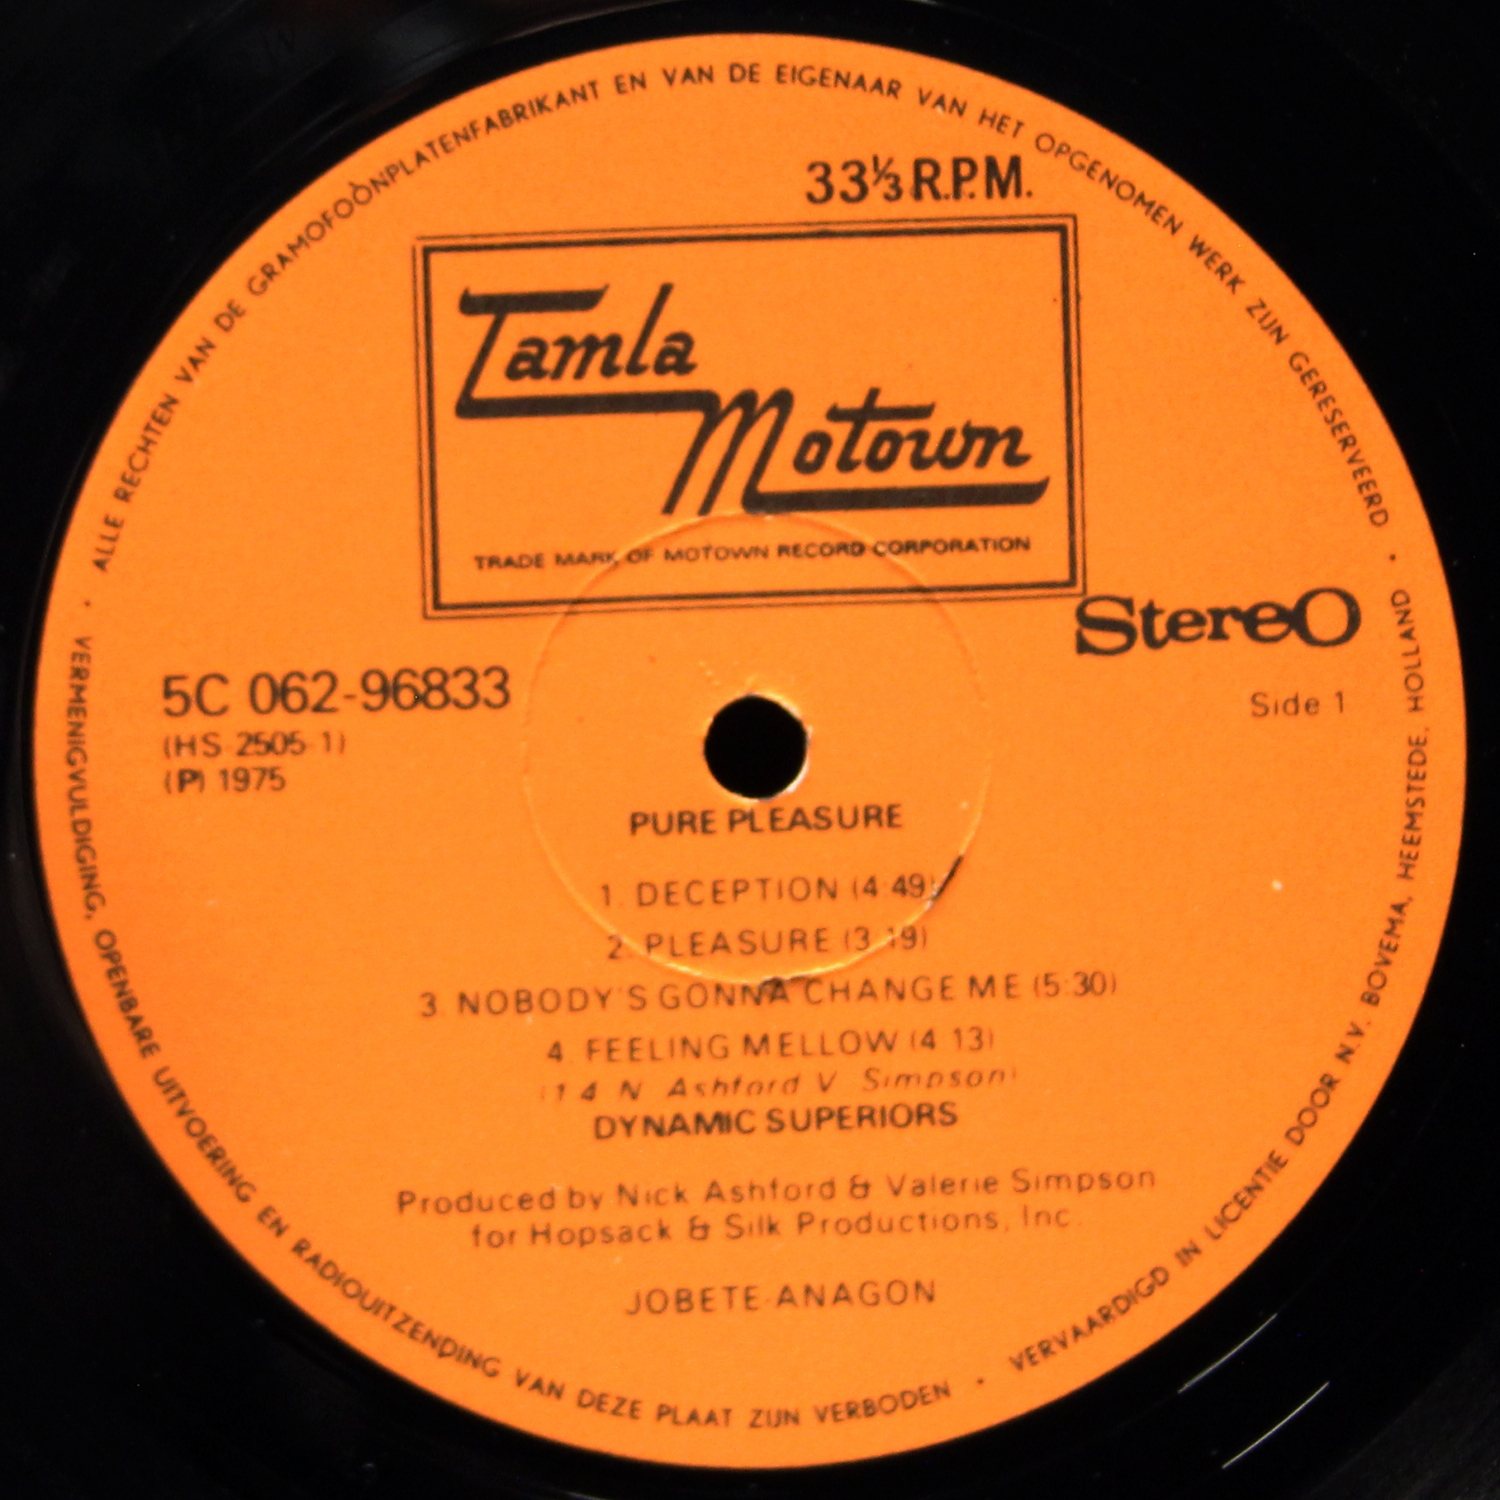 ALLE RECHTEN VAN DE GRAMOFOONPLATENFABRIKANT EN VAN DE EIGENAAR VAN HET OPGENOMEN WERK ZIJN GERESERVEERD ·
33⅓ R.P.M.
Tamla
Motown
TRADE MARK OF MOTOWN RECORD CORPORATION
Stereo
5C 062-96833
Side 1
(HS 2505 1)
(P) 1975
PURE PLEASURE
1. DECEPTION (4:49)
2. PLEASURE (3:19)
3. NOBODY'S GONNA CHANGE ME (5:30)
4. FEELING MELLOW (4:13)
(1 4 N. Ashford V. Simpson)
DYNAMIC SUPERIORS
Produced by Nick Ashford & Valerie Simpson
for Hopsack & Silk Productions, Inc.
JOBETE-ANAGON
VERMENIGVULDIGING, OPENBARE UITVOERING EN RADIOUITZENDING VAN DEZE PLAAT ZIJN VERBODEN ·
VERVAARDIGD IN LICENTIE DOOR N.V. BOVEMA, HEEMSTEDE, HOLLAND ·